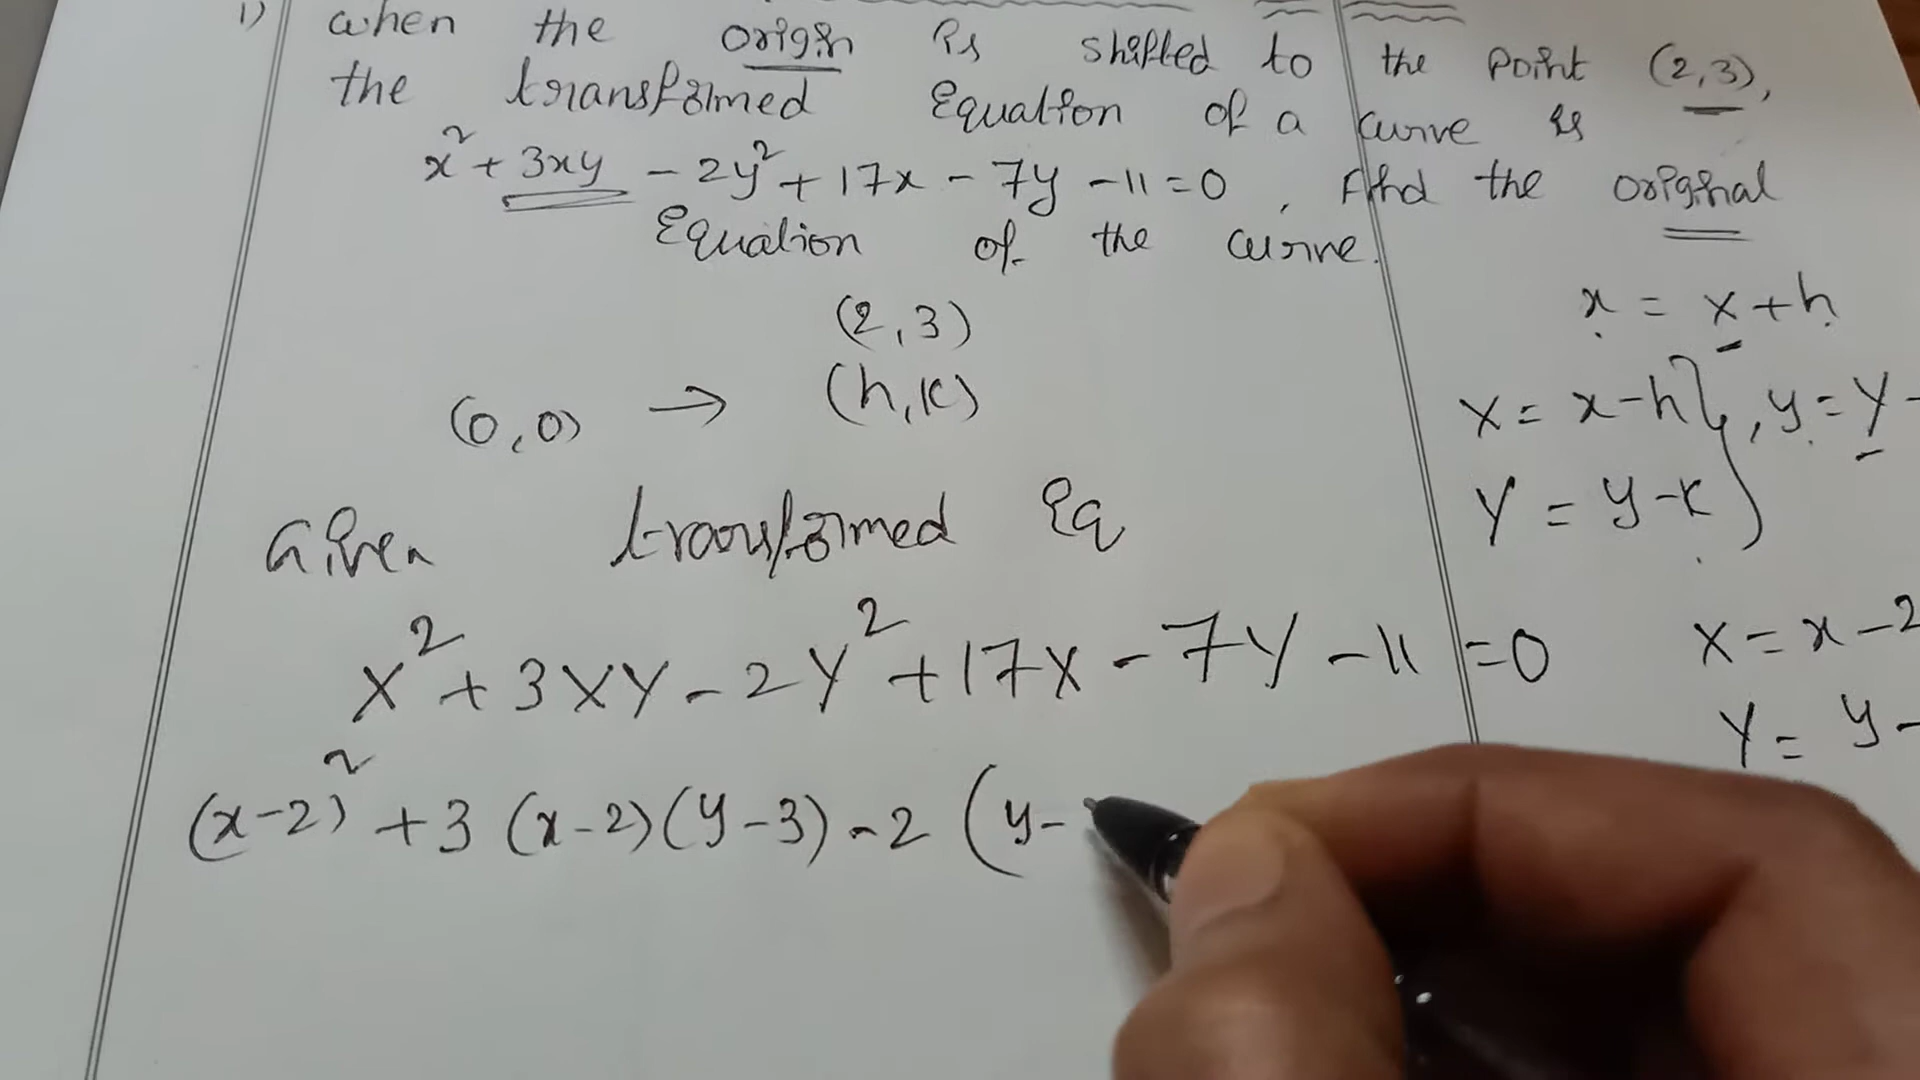 1) when the origin is shifted to the point (2,3),
the transformed Equation of a curve is
x² + 3xy - 2y² + 17x - 7y - 11 = 0, find the original
Equation of the curve.
(2,3)
(0,0) → (h,k)
x = X + h
X = x - h }, y = Y -
Y = y - k
Given transformed Eq
X² + 3XY - 2Y² + 17X - 7Y - 11 = 0
X = x - 2
Y = y -
(x-2)² + 3 (x-2)(y-3) - 2 (y-